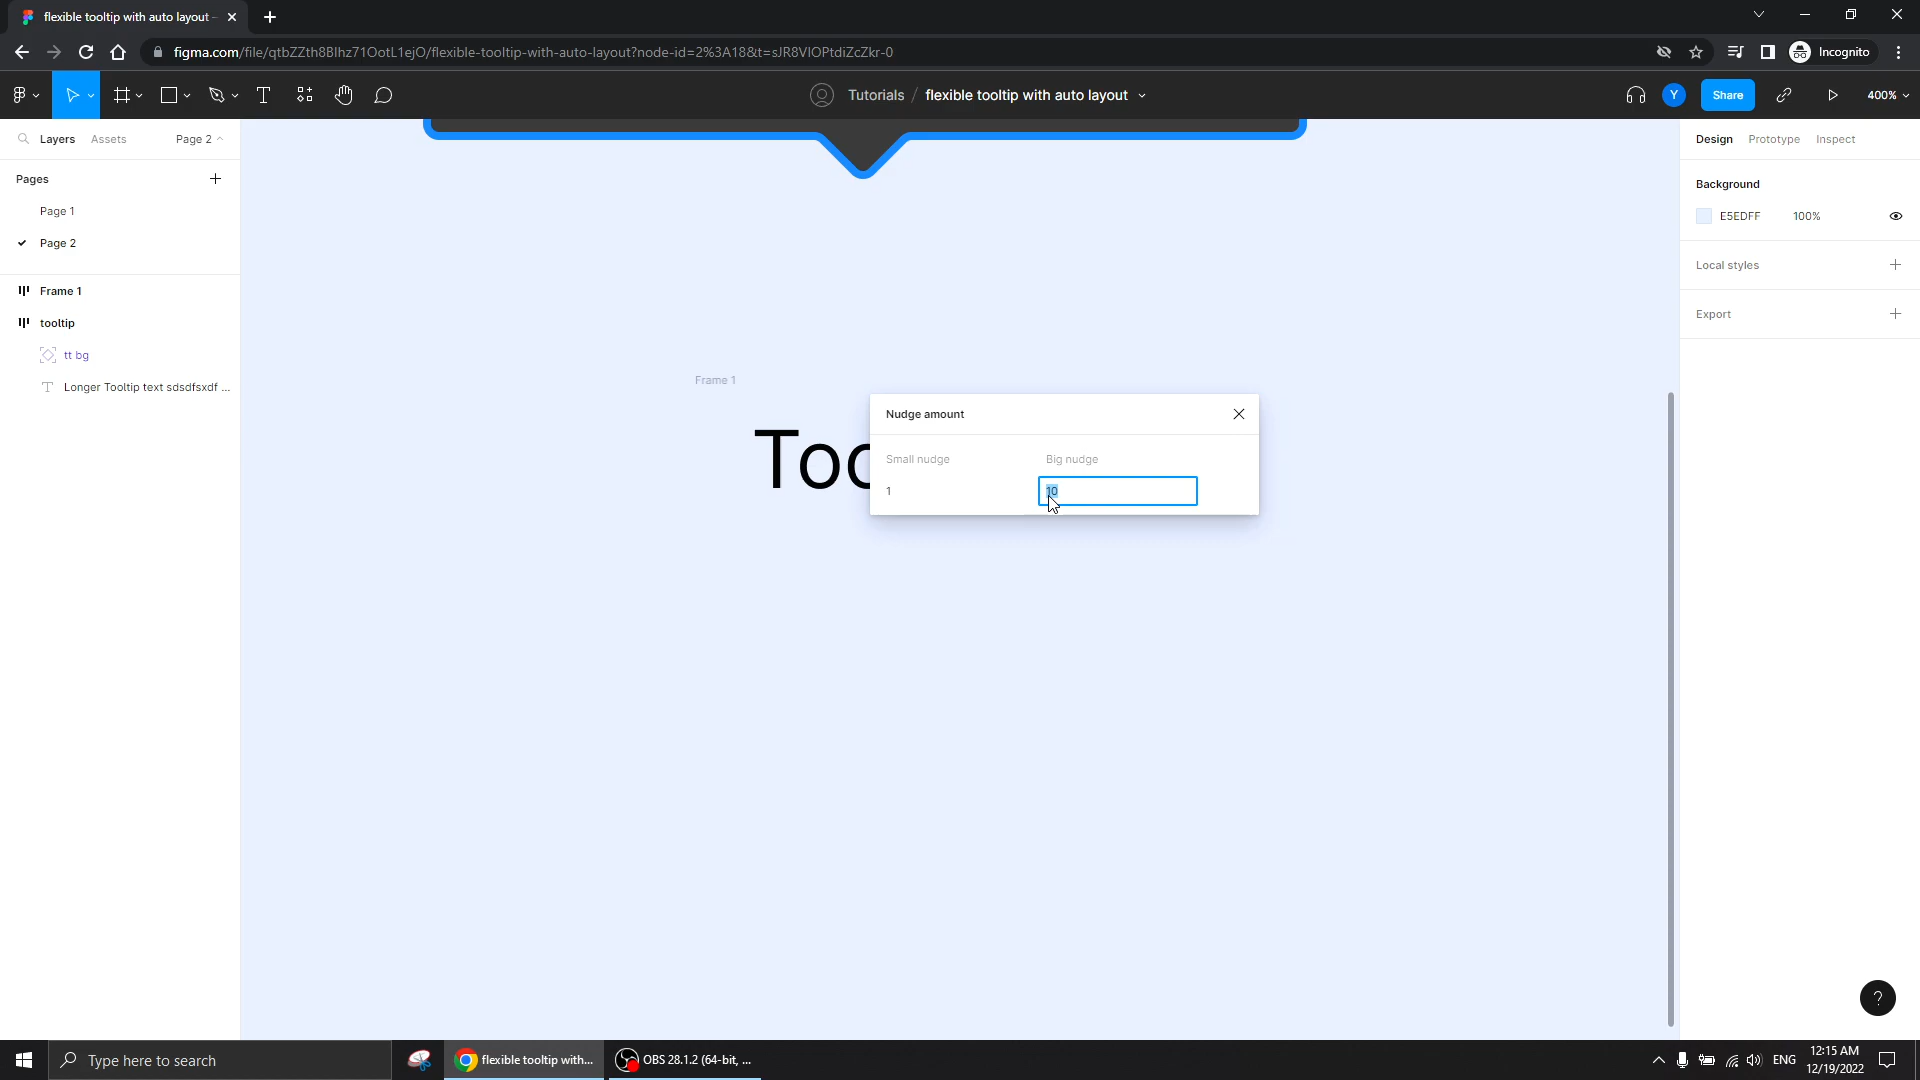 flexible tooltip with auto layout -
figma.com/file/qtbZZth8Blhz71OotL1ejO/flexible-tooltip-with-auto-layout?node-id=2%3A18&t=sJR8VIOPtdiZcZkr-0
Incognito
Tutorials / flexible tooltip with auto layout
Y
Share
400%
Layers
Assets
Page 2
Design
Prototype
Inspect
Pages
Page 1
Page 2
Background
E5EDFF
100%
Local styles
Export
Frame 1
tooltip
tt bg
Longer Tooltip text sdsdfsxdf ...
Frame 1
Too
Nudge amount
Small nudge
Big nudge
1
10
?
Type here to search
flexible tooltip with...
OBS 28.1.2 (64-bit, ...
ENG
12:15 AM
12/19/2022